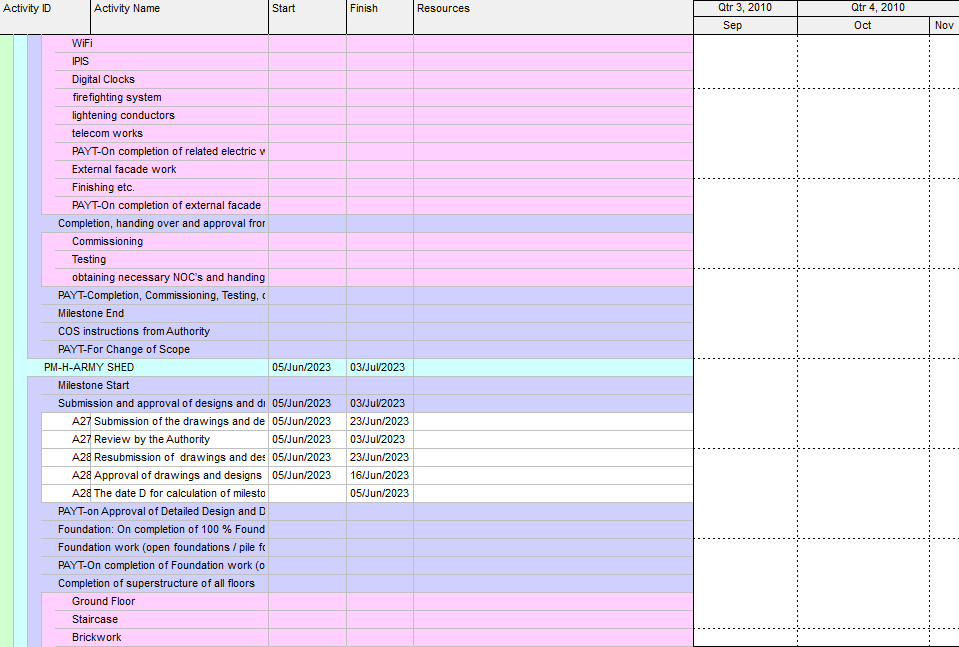 Activity ID Activity Name Start Finish Resources Qtr 3, 2010 Qtr 4, 2010
Sep Oct Nov
WiFi
IPIS
Digital Clocks
firefighting system
lightening conductors
telecom works
PAYT-On completion of related electric w
External facade work
Finishing etc.
PAYT-On completion of external facade
Completion, handing over and approval from
Commissioning
Testing
obtaining necessary NOC's and handing
PAYT-Completion, Commissioning, Testing, o
Milestone End
COS instructions from Authority
PAYT-For Change of Scope
PM-H-ARMY SHED 05/Jun/2023 03/Jul/2023
Milestone Start
Submission and approval of designs and dr 05/Jun/2023 03/Jul/2023
A27 Submission of the drawings and de 05/Jun/2023 23/Jun/2023
A27 Review by the Authority 05/Jun/2023 03/Jul/2023
A28 Resubmission of drawings and des 05/Jun/2023 23/Jun/2023
A28 Approval of drawings and designs 05/Jun/2023 16/Jun/2023
A28 The date D for calculation of milesto 05/Jun/2023
PAYT-on Approval of Detailed Design and D
Foundation: On completion of 100 % Found
Foundation work (open foundations / pile fo
PAYT-On completion of Foundation work (o
Completion of superstructure of all floors
Ground Floor
Staircase
Brickwork